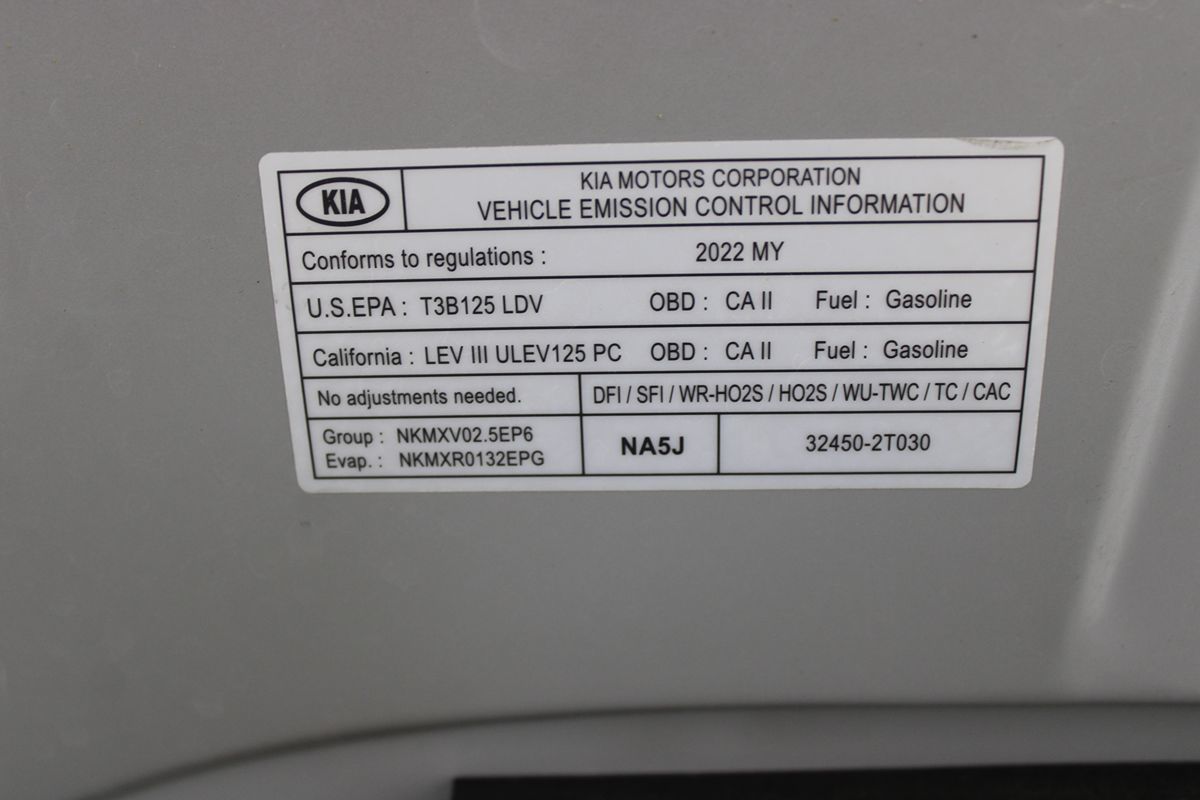 KIA
KIA MOTORS CORPORATION
VEHICLE EMISSION CONTROL INFORMATION
Conforms to regulations : 2022 MY
U.S.EPA : T3B125 LDV OBD : CA II Fuel : Gasoline
California : LEV III ULEV125 PC OBD : CA II Fuel : Gasoline
No adjustments needed. DFI / SFI / WR-HO2S / HO2S / WU-TWC / TC / CAC
Group : NKMXV02.5EP6
Evap. : NKMXR0132EPG
NA5J
32450-2T030